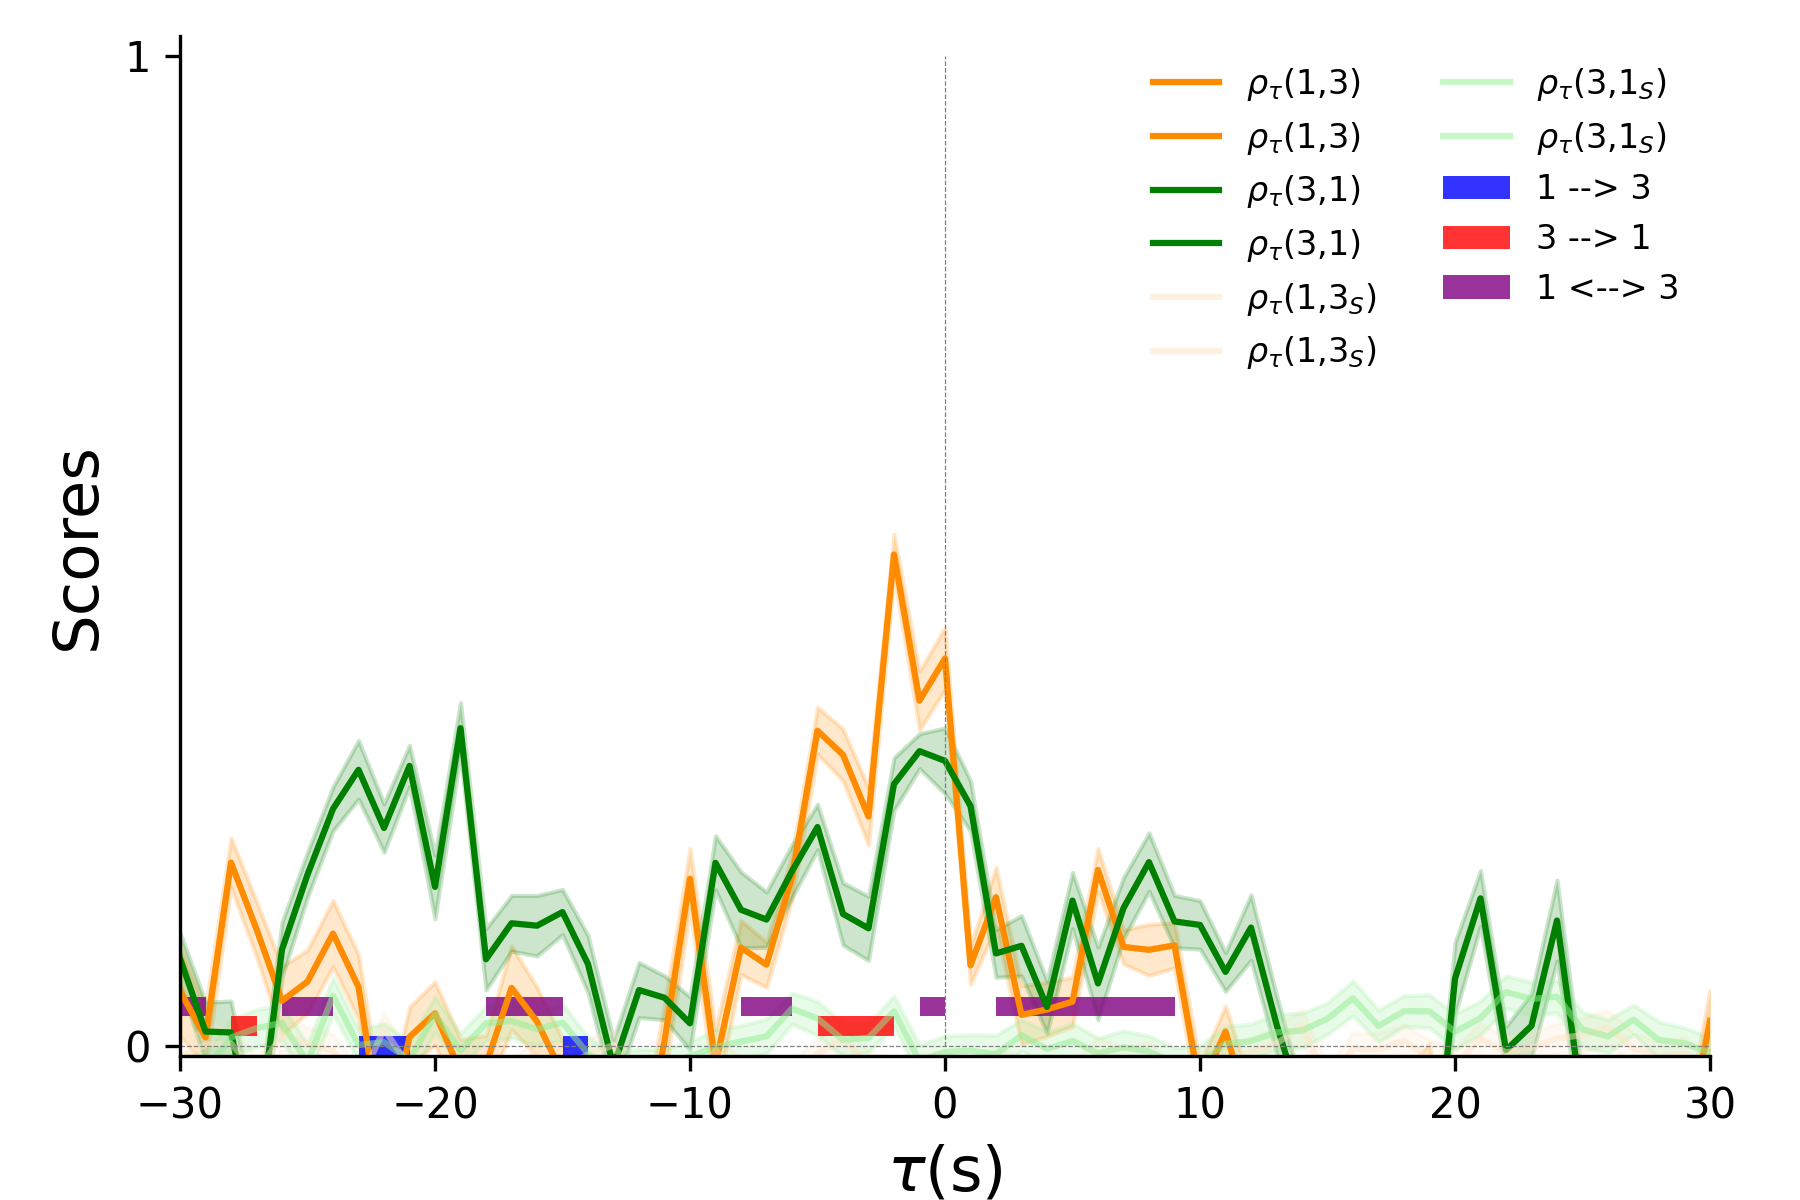 1
ρτ(1,3)
ρτ(1,3)
ρτ(3,1)
ρτ(3,1)
ρτ(1,3S)
ρτ(1,3S)
ρτ(3,1S)
ρτ(3,1S)
1 --> 3
3 --> 1
1 <--> 3
Scores
0
−30 −20 −10 0 10 20 30
τ(s)